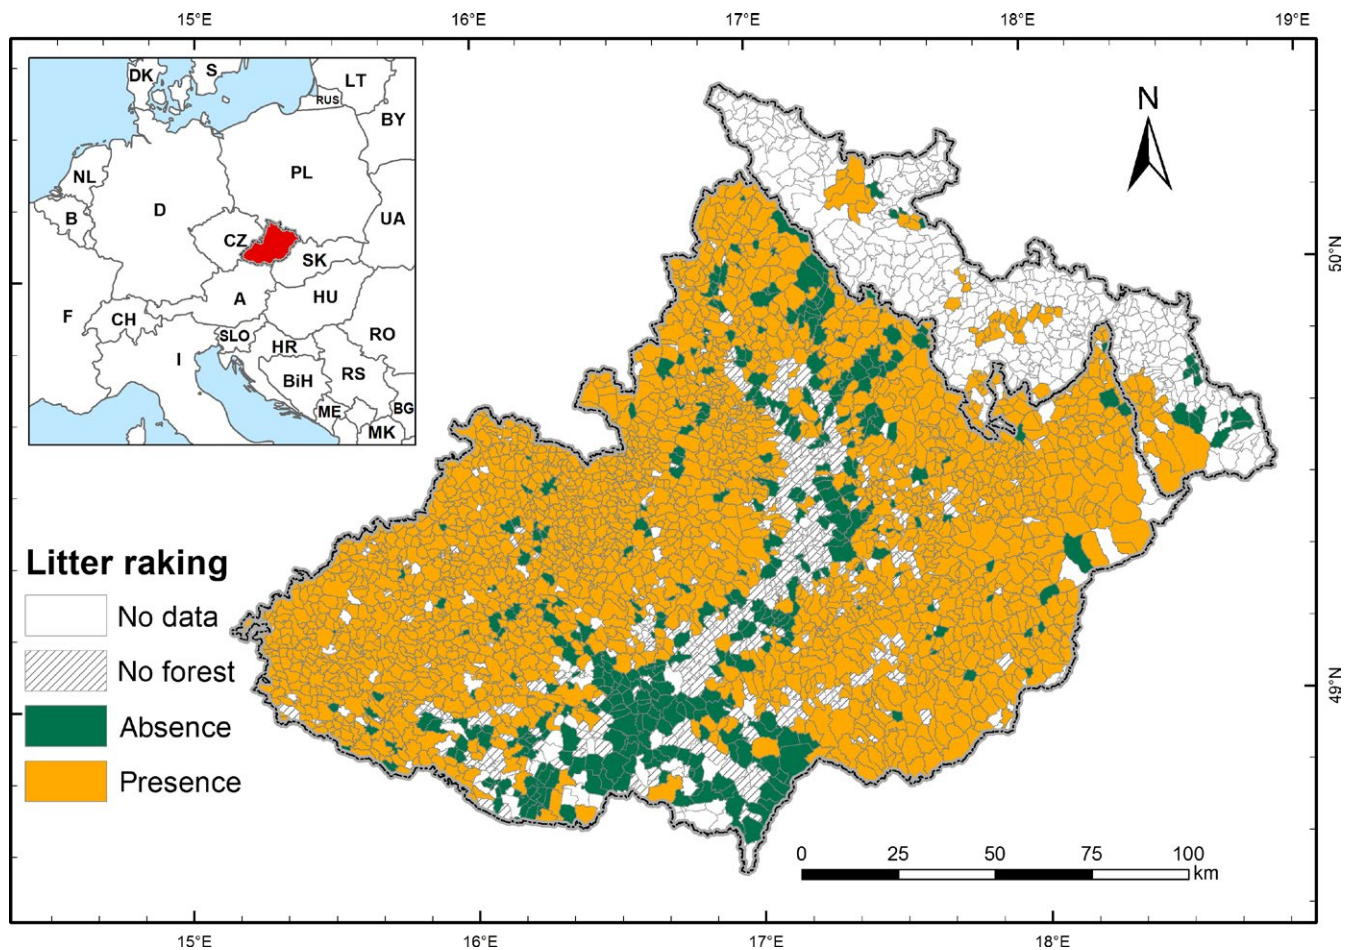 15°E 16°E 17°E 18°E 19°E
DK S LT
RUS
BY
NL PL
B D UA
CZ
SK
A HU
F CH
SLO RO
I HR
BiH RS
ME BG
MK
N
50°N
49°N
Litter raking
No data
No forest
Absence
Presence
0 25 50 75 100
km
15°E 16°E 17°E 18°E